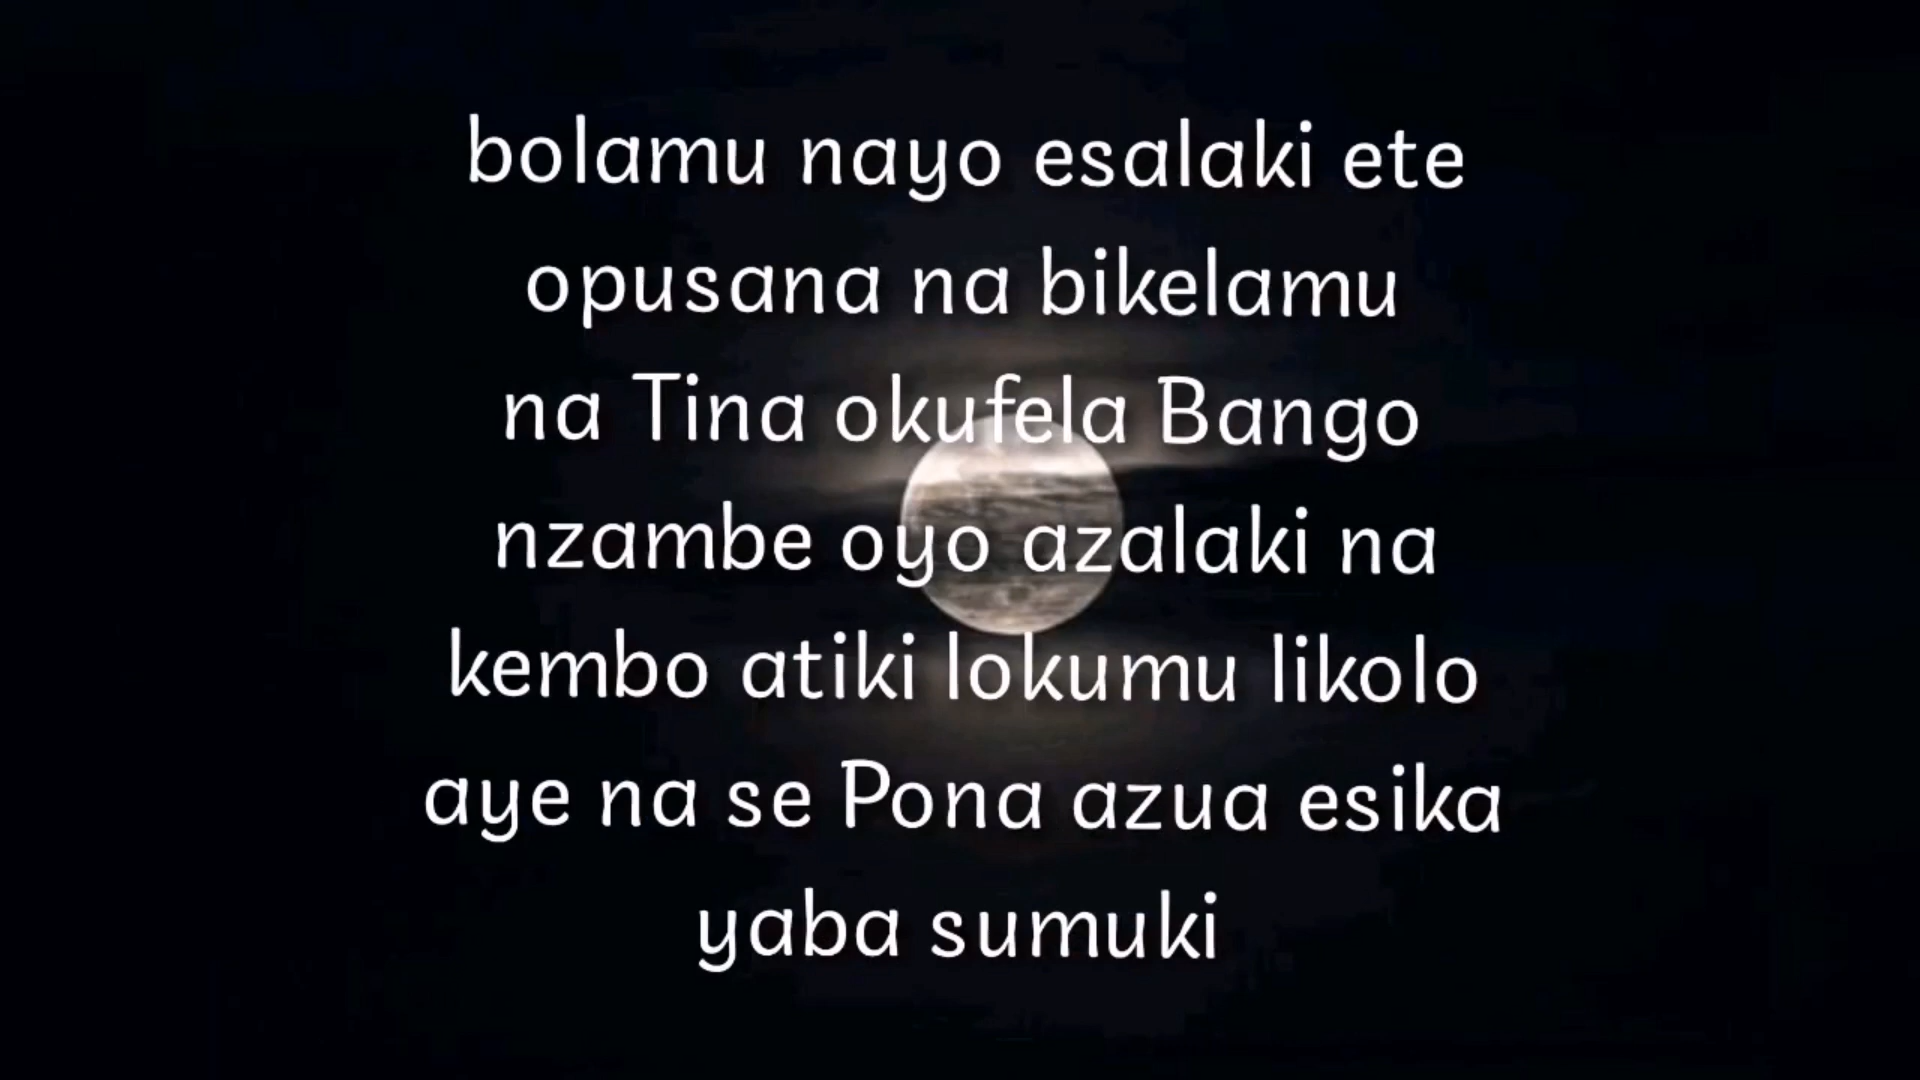 bolamu nayo esalaki ete
opusana na bikelamu
na Tina okufela Bango
nzambe oyo azalaki na
kembo atiki lokumu likolo
aye na se Pona azua esika
yaba sumuki